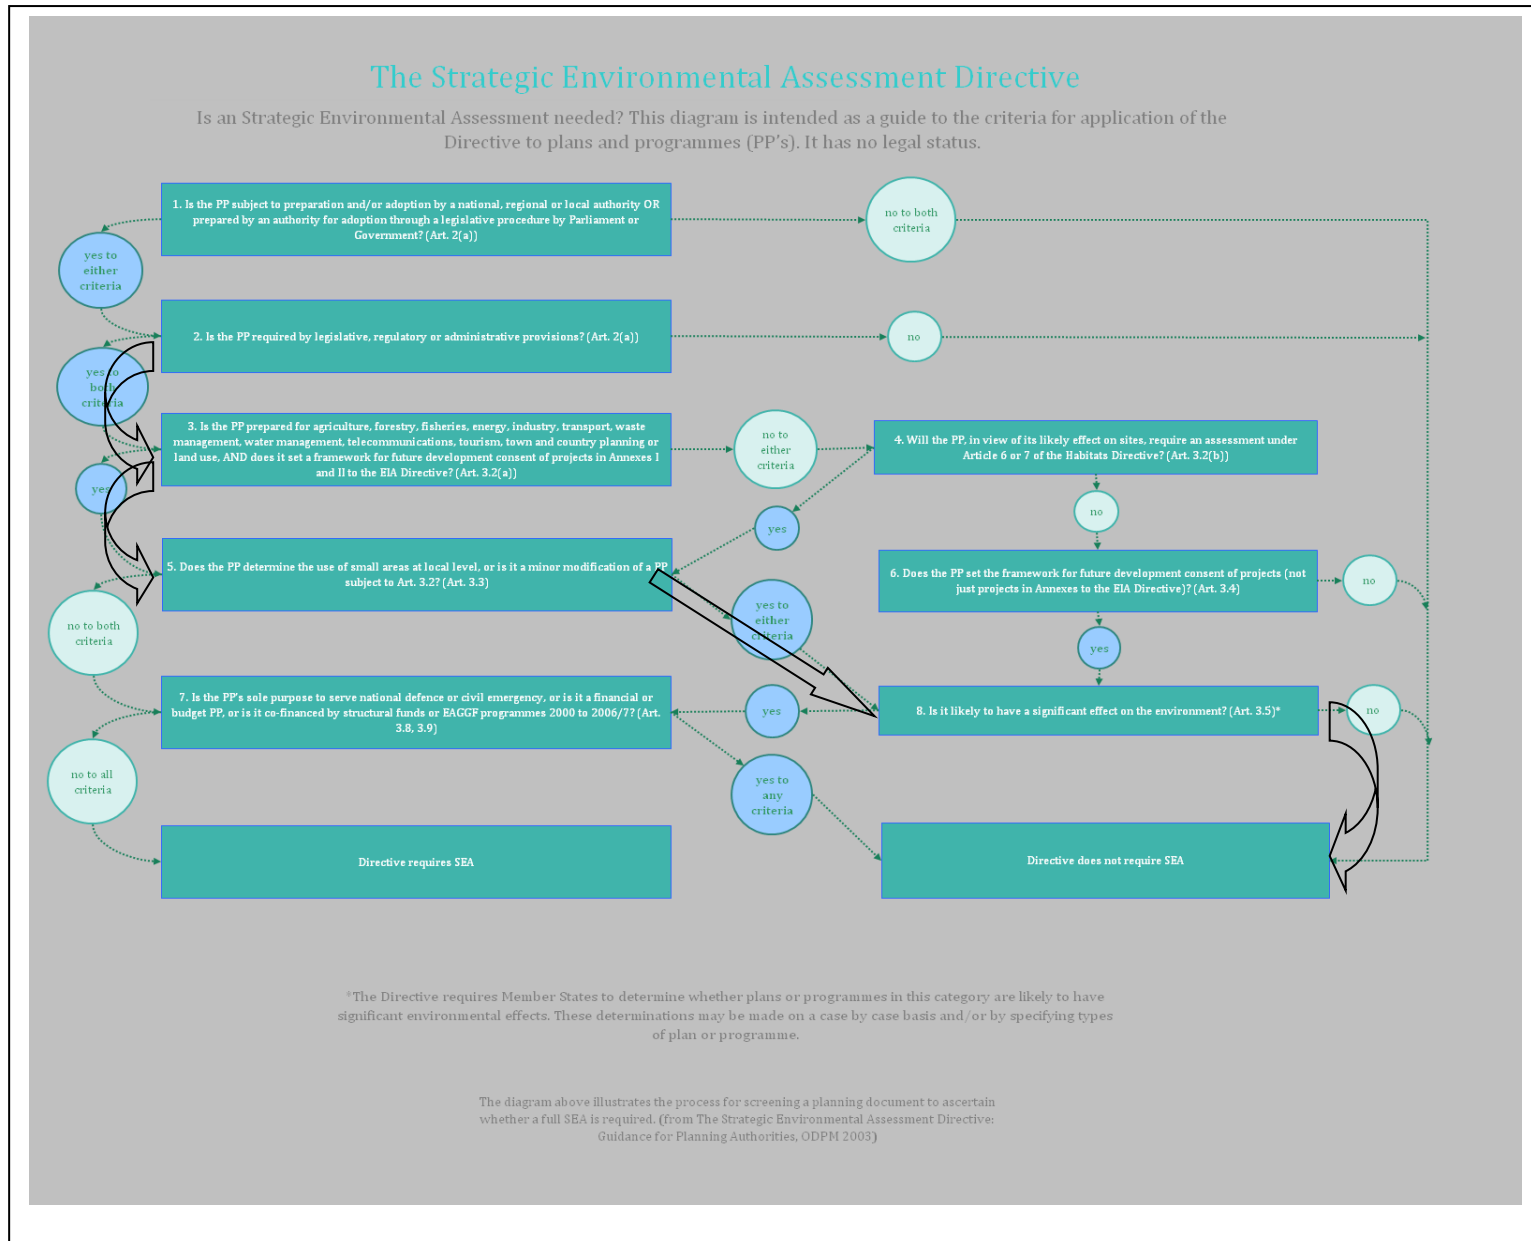 The Strategic Environmental Assessment Directive
Is an Strategic Environmental Assessment needed? This diagram is intended as a guide to the criteria for application of the
Directive to plans and programmes (PP's). It has no legal status.
1. Is the PP subject to preparation and/or adoption by a national, regional or local authority OR
prepared by an authority for adoption through a legislative procedure by Parliament or
Government? (Art. 2(a))
no to both
criteria
yes to
either
criteria
2. Is the PP required by legislative, regulatory or administrative provisions? (Art. 2(a))
no
yes to
both
criteria
3. Is the PP prepared for agriculture, forestry, fisheries, energy, industry, transport, waste
management, water management, telecommunications, tourism, town and country planning or
land use, AND does it set a framework for future development consent of projects in Annexes I
and II to the EIA Directive? (Art. 3.2(a))
no to
either
criteria
4. Will the PP, in view of its likely effect on sites, require an assessment under
Article 6 or 7 of the Habitats Directive? (Art. 3.2(b))
yes
no
yes
5. Does the PP determine the use of small areas at local level, or is it a minor modification of a PP
subject to Art. 3.2? (Art. 3.3)
6. Does the PP set the framework for future development consent of projects (not
just projects in Annexes to the EIA Directive)? (Art. 3.4)
no
no to both
criteria
yes to
either
criteria
yes
7. Is the PP's sole purpose to serve national defence or civil emergency, or is it a financial or
budget PP, or is it co-financed by structural funds or EAGGF programmes 2000 to 2006/7? (Art.
3.8, 3.9)
yes
8. Is it likely to have a significant effect on the environment? (Art. 3.5)*
no
no to all
criteria
yes to
any
criteria
Directive requires SEA
Directive does not require SEA
*The Directive requires Member States to determine whether plans or programmes in this category are likely to have
significant environmental effects. These determinations may be made on a case by case basis and/or by specifying types
of plan or programme.
The diagram above illustrates the process for screening a planning document to ascertain
whether a full SEA is required. (from The Strategic Environmental Assessment Directive:
Guidance for Planning Authorities, ODPM 2003)